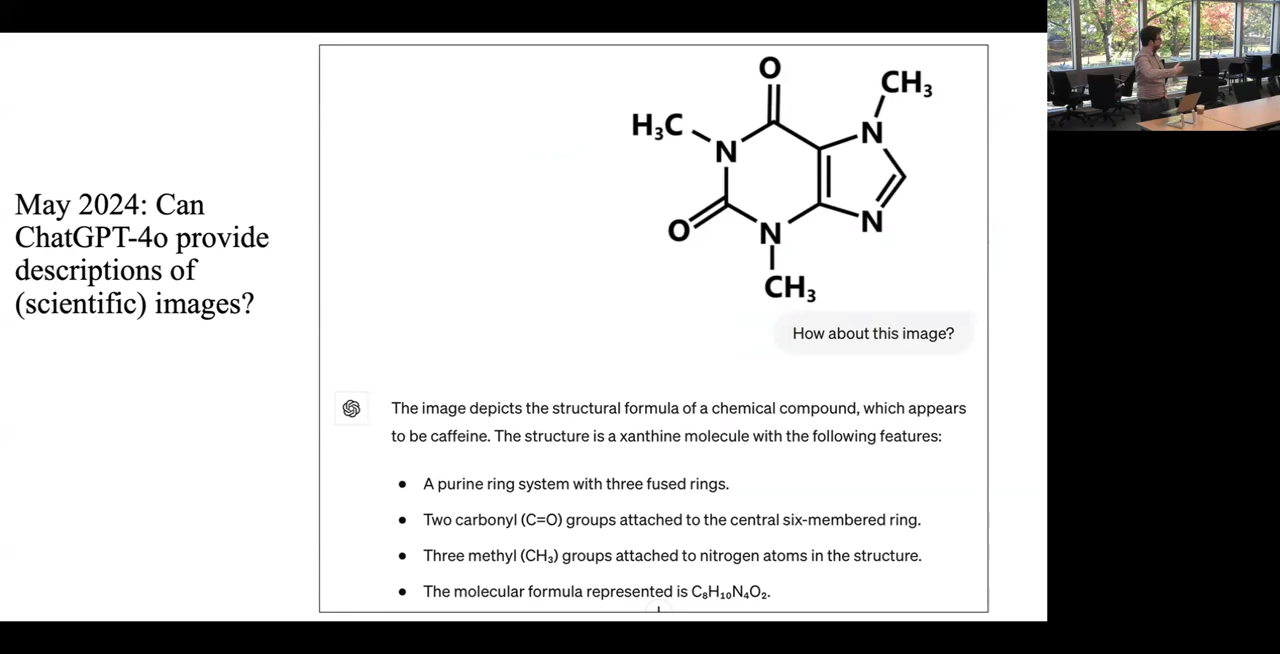 May 2024: Can
ChatGPT-4o provide
descriptions of
(scientific) images?
O
CH₃
H₃C
N
N
O
N
N
CH₃
How about this image?
The image depicts the structural formula of a chemical compound, which appears
to be caffeine. The structure is a xanthine molecule with the following features:
• A purine ring system with three fused rings.
• Two carbonyl (C=O) groups attached to the central six-membered ring.
• Three methyl (CH₃) groups attached to nitrogen atoms in the structure.
• The molecular formula represented is C₈H₁₀N₄O₂.